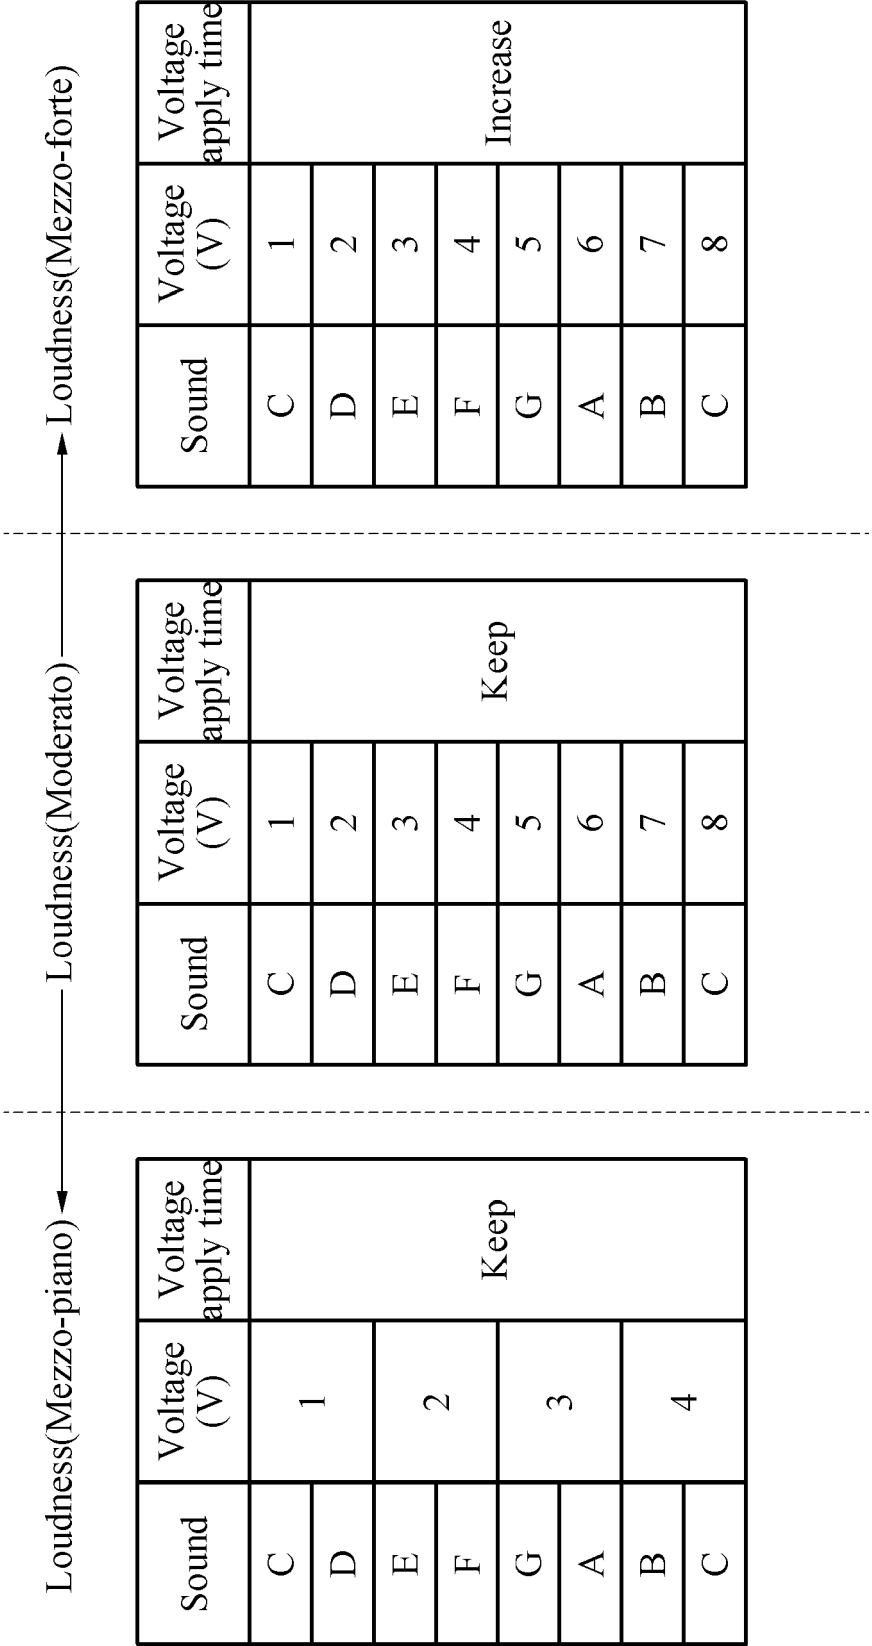 Loudness(Mezzo-piano) Loudness(Moderato) Loudness(Mezzo-forte)
Sound Voltage (V) Voltage apply time
C 1 Keep
D
E 2
F
G 3
A
B 4
C
Sound Voltage (V) Voltage apply time
C 1 Keep
D 2
E 3
F 4
G 5
A 6
B 7
C 8
Sound Voltage (V) Voltage apply time
C 1 Increase
D 2
E 3
F 4
G 5
A 6
B 7
C 8